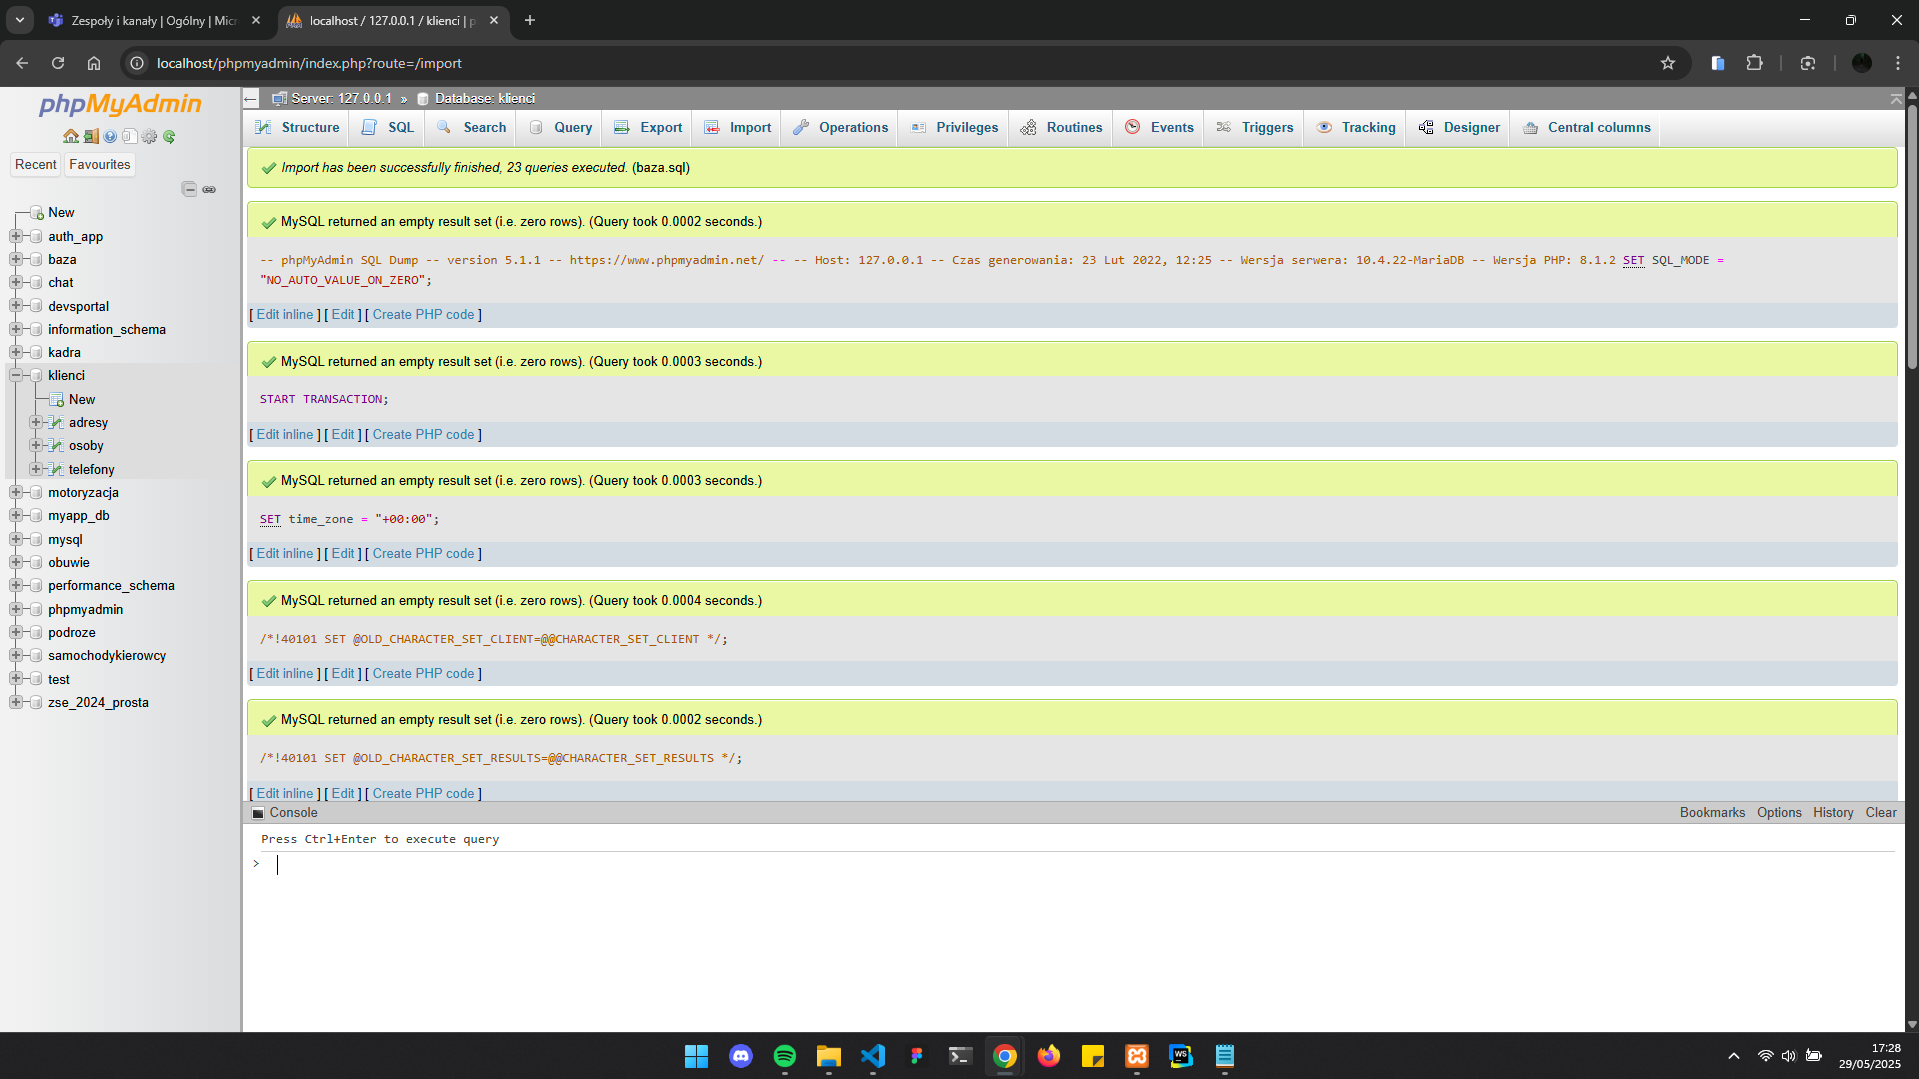 Zespoły i kanały | Ogólny | Micr
localhost / 127.0.0.1 / klienci | p
localhost/phpmyadmin/index.php?route=/import
phpMyAdmin
Recent
Favourites
New
auth_app
baza
chat
devsportal
information_schema
kadra
klienci
New
adresy
osoby
telefony
motoryzacja
myapp_db
mysql
obuwie
performance_schema
phpmyadmin
podroze
samochodykierowcy
test
zse_2024_prosta
Server: 127.0.0.1 » Database: klienci
Structure SQL Search Query Export Import Operations Privileges Routines Events Triggers Tracking Designer Central columns
Import has been successfully finished, 23 queries executed. (baza.sql)
MySQL returned an empty result set (i.e. zero rows). (Query took 0.0002 seconds.)
-- phpMyAdmin SQL Dump -- version 5.1.1 -- https://www.phpmyadmin.net/ -- -- Host: 127.0.0.1 -- Czas generowania: 23 Lut 2022, 12:25 -- Wersja serwera: 10.4.22-MariaDB -- Wersja PHP: 8.1.2 SET SQL_MODE =
"NO_AUTO_VALUE_ON_ZERO";
[ Edit inline ] [ Edit ] [ Create PHP code ]
MySQL returned an empty result set (i.e. zero rows). (Query took 0.0003 seconds.)
START TRANSACTION;
[ Edit inline ] [ Edit ] [ Create PHP code ]
MySQL returned an empty result set (i.e. zero rows). (Query took 0.0003 seconds.)
SET time_zone = "+00:00";
[ Edit inline ] [ Edit ] [ Create PHP code ]
MySQL returned an empty result set (i.e. zero rows). (Query took 0.0004 seconds.)
/*!40101 SET @OLD_CHARACTER_SET_CLIENT=@@CHARACTER_SET_CLIENT */;
[ Edit inline ] [ Edit ] [ Create PHP code ]
MySQL returned an empty result set (i.e. zero rows). (Query took 0.0002 seconds.)
/*!40101 SET @OLD_CHARACTER_SET_RESULTS=@@CHARACTER_SET_RESULTS */;
[ Edit inline ] [ Edit ] [ Create PHP code ]
Console
Bookmarks Options History Clear
Press Ctrl+Enter to execute query
>
WS
17:28
29/05/2025